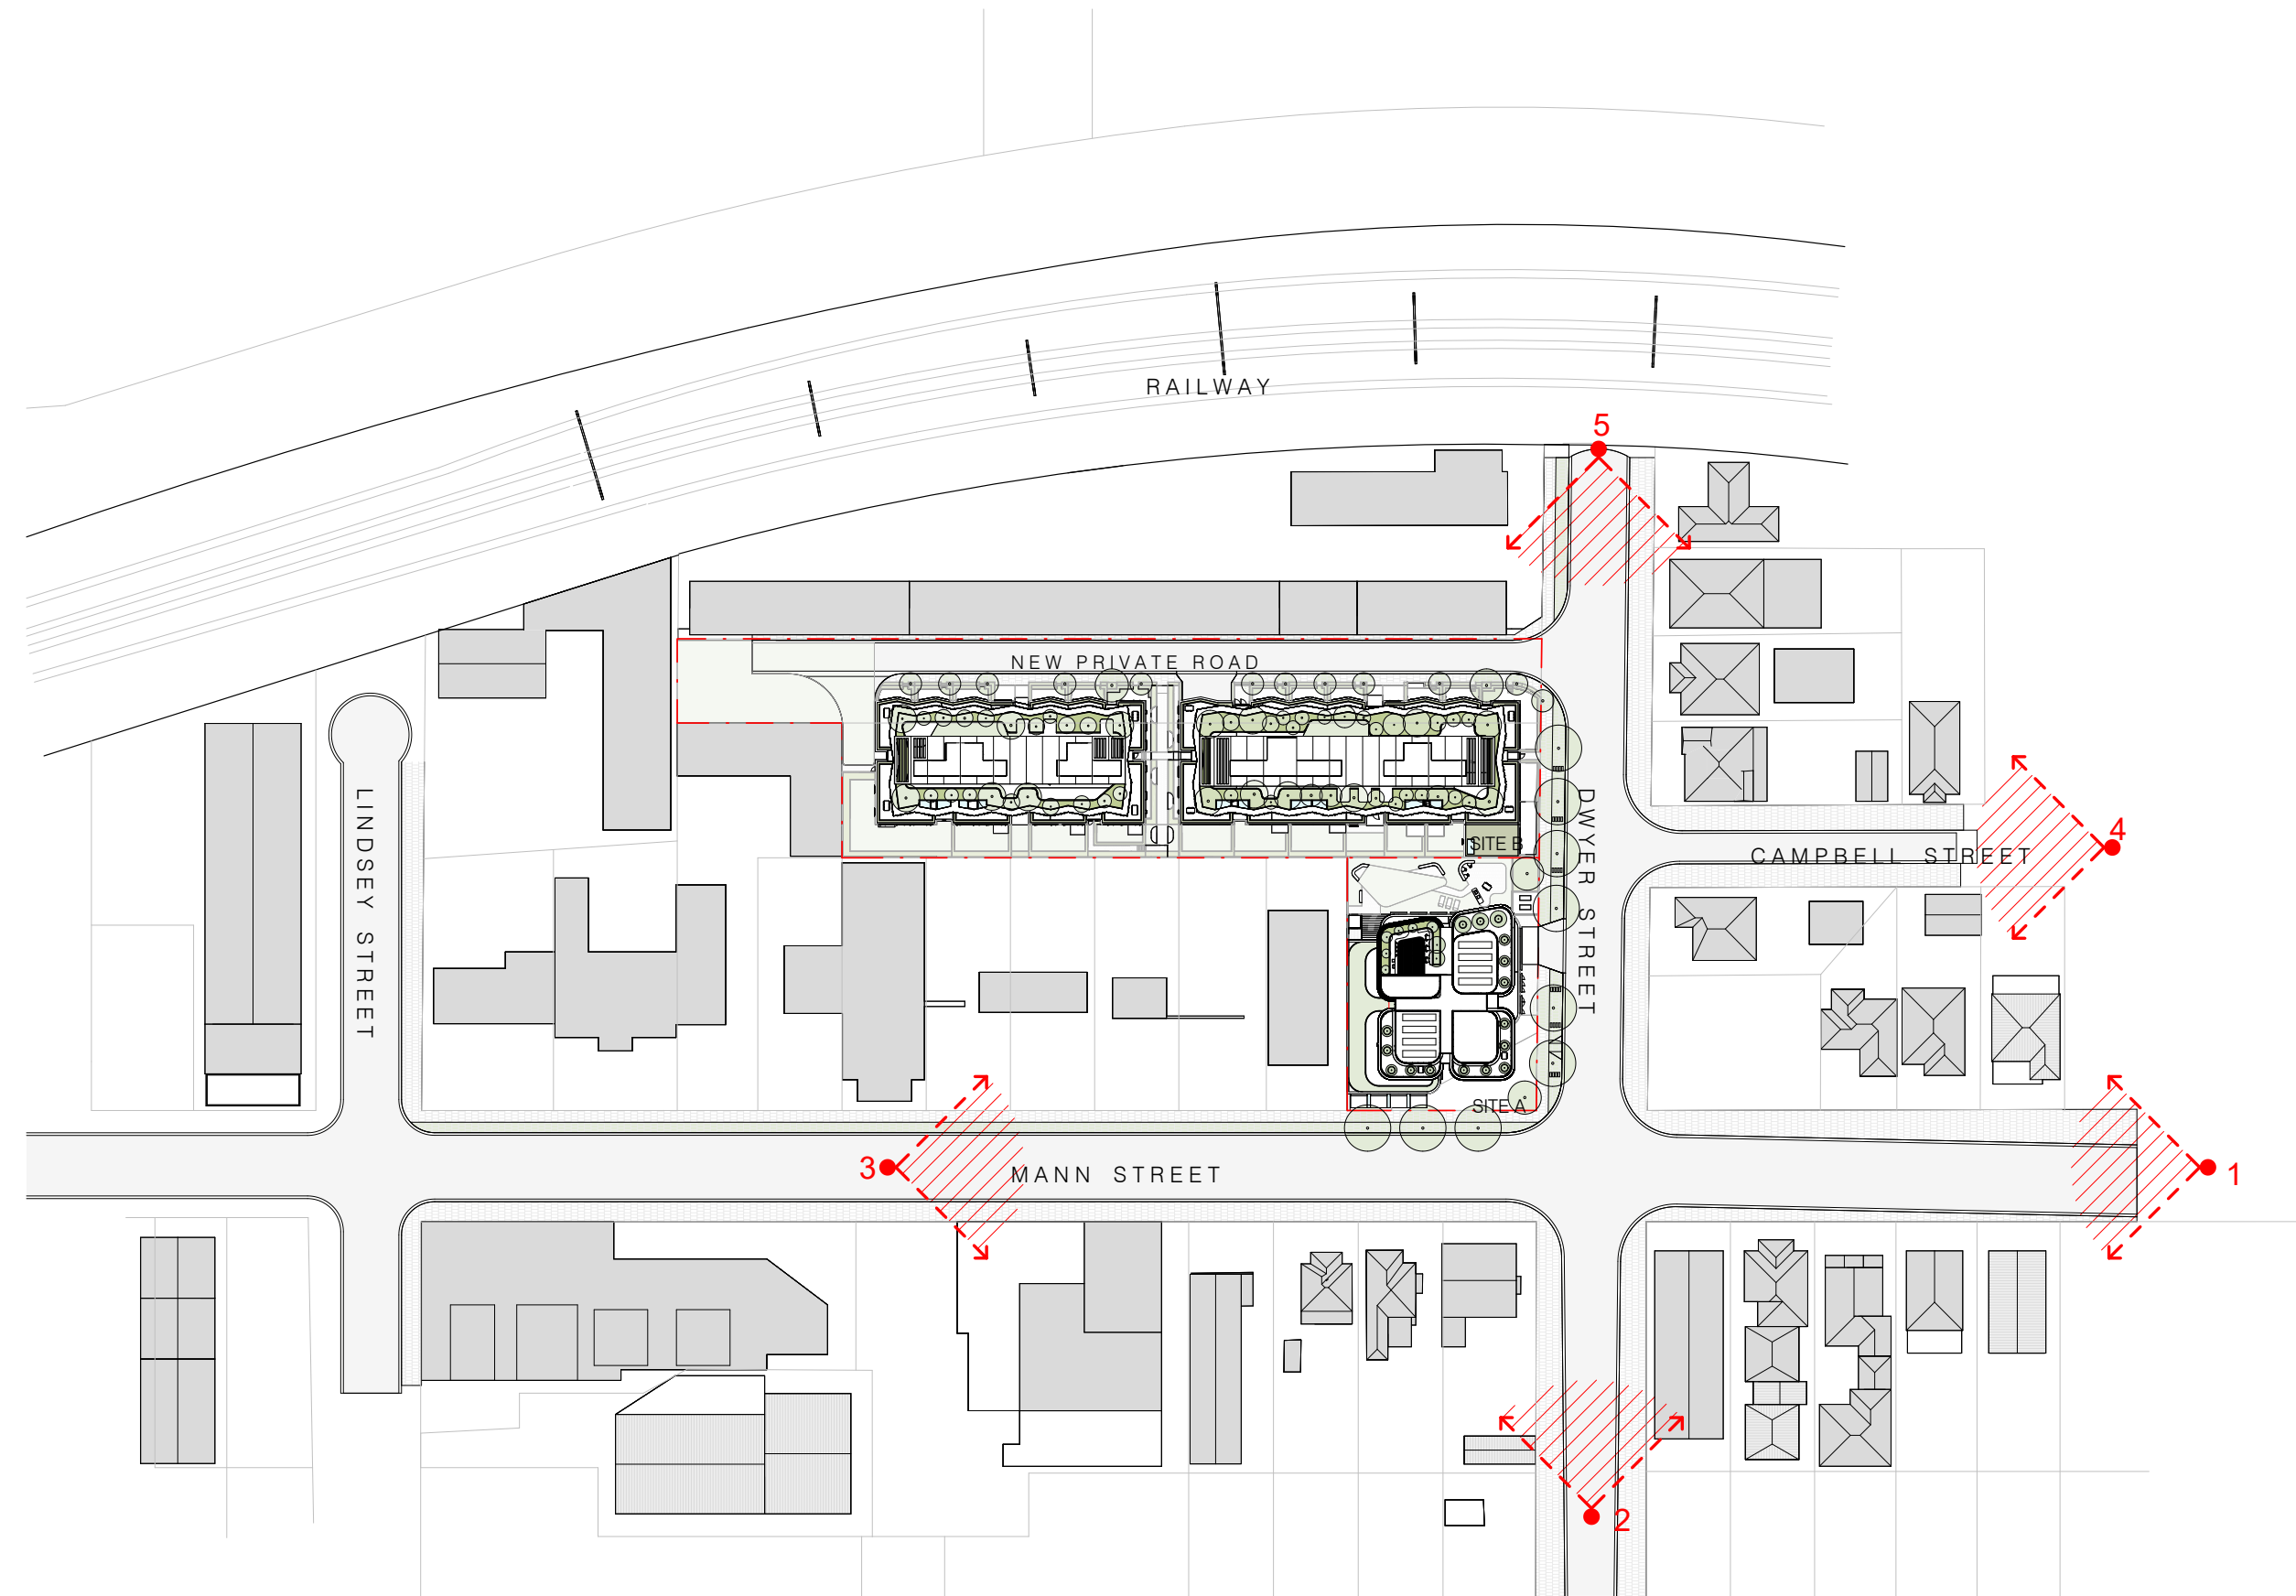 RAILWAY
5
NEW PRIVATE ROAD
LINDSEY STREET
DWYER STREET
4
SITE B
CAMPBELL STREET
SITE A
3
MANN STREET
1
2